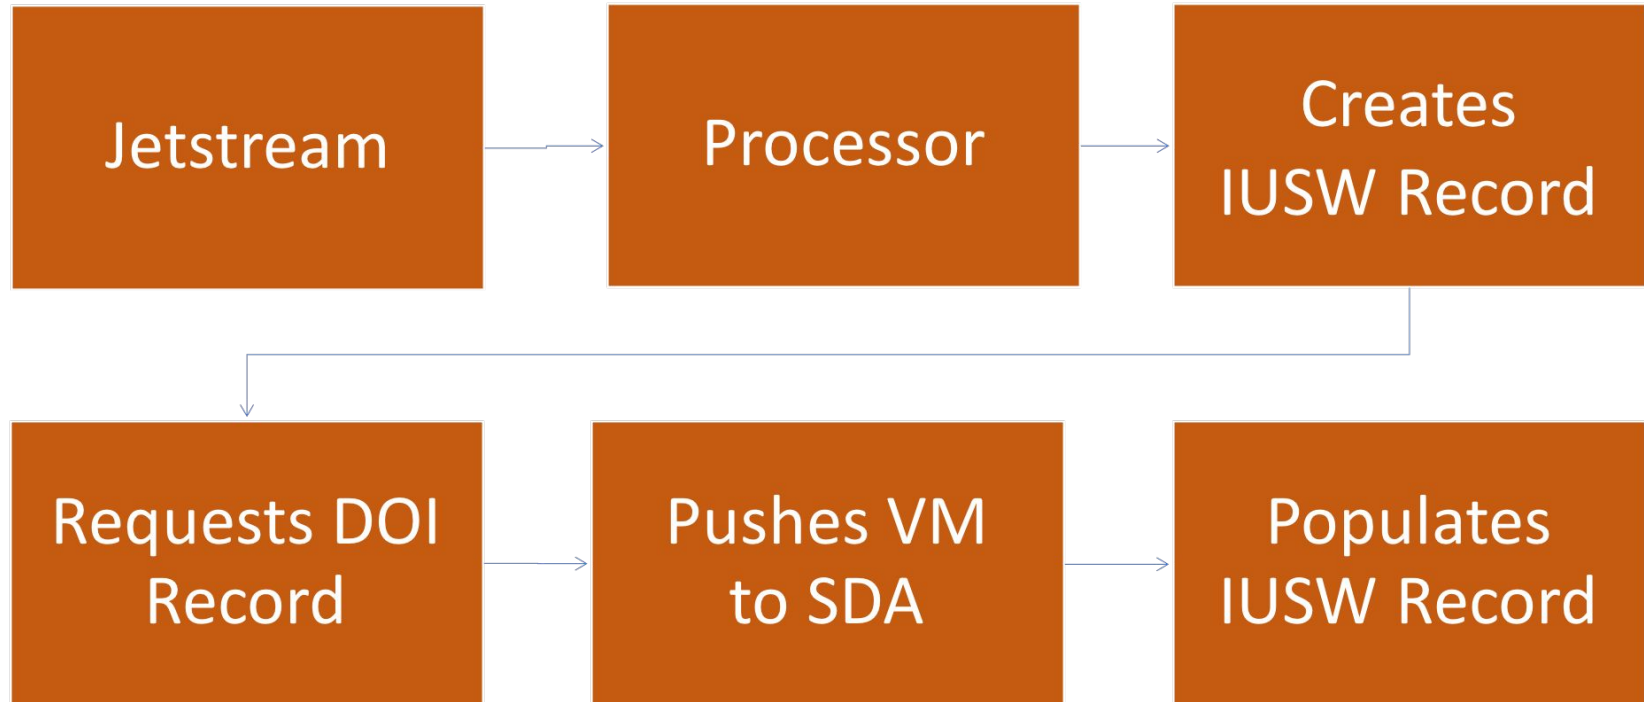 Jetstream
Processor
Creates
IUSW Record
Requests DOI
Record
Pushes VM
to SDA
Populates
IUSW Record